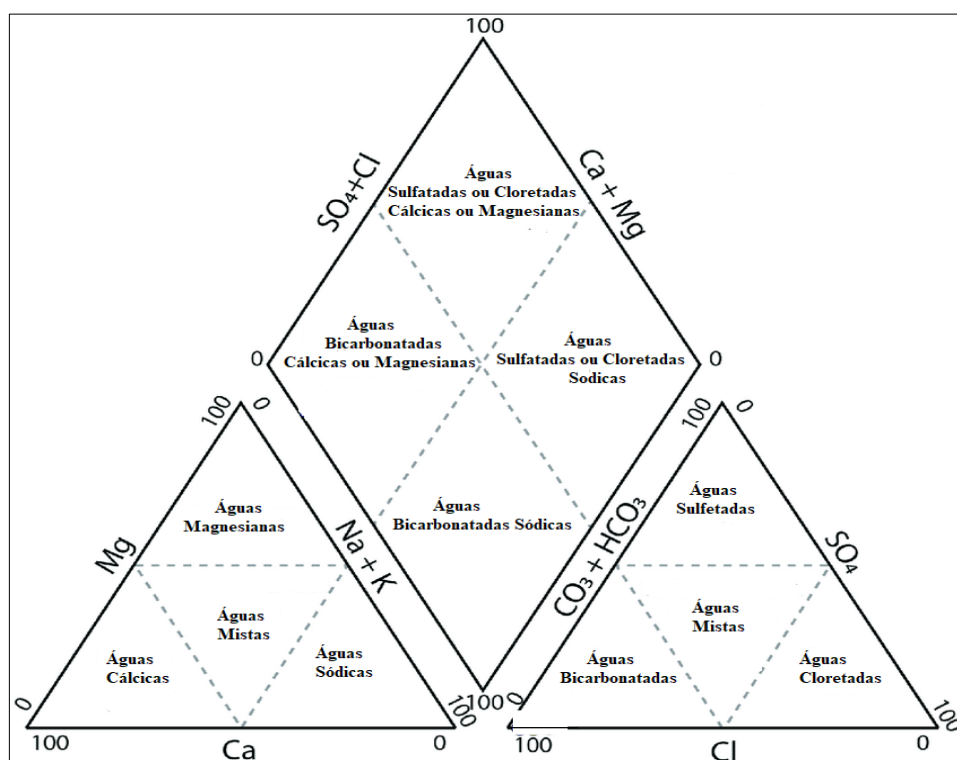 100
SO₄+Cl
Ca + Mg
Águas
Sulfatadas ou Cloretadas
Cálcicas ou Magnesianas
Águas
Bicarbonatadas
Cálcicas ou Magnesianas
Águas
Sulfatadas ou Cloretadas
Sodicas
0
0
Águas
Bicarbonatadas Sódicas
100
100
0
Mg
Na + K
Águas
Magnesianas
Águas
Mistas
Águas
Cálcicas
Águas
Sódicas
0
100
100
Ca
0
100
0
CO₃ + HCO₃
SO₄
Águas
Sulfetadas
Águas
Mistas
Águas
Bicarbonatadas
Águas
Cloretadas
0
100
100
Cl
0